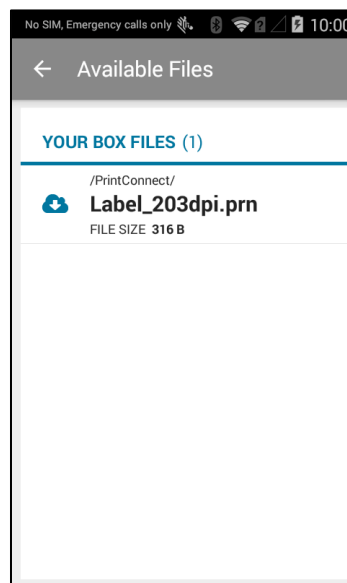 No SIM, Emergency calls only 10:00
Available Files
YOUR BOX FILES (1)
/PrintConnect/
Label_203dpi.prn
FILE SIZE 316 B